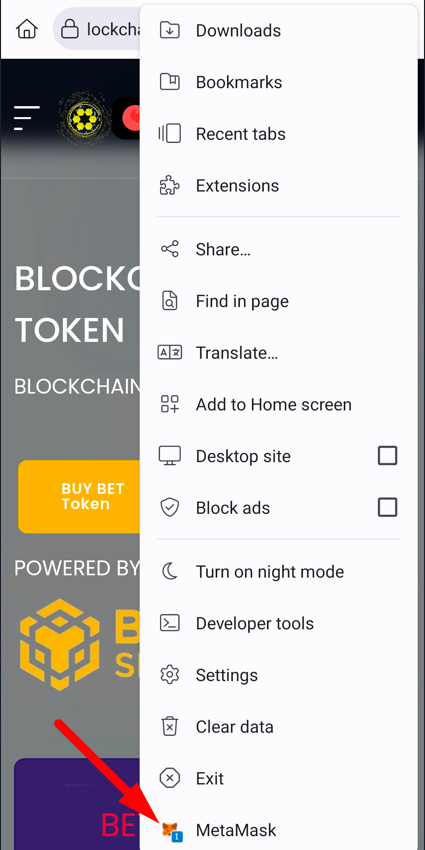 lockcha
Downloads
Bookmarks
Recent tabs
Extensions
Share...
Find in page
Translate...
Add to Home screen
Desktop site
Block ads
Turn on night mode
Developer tools
Settings
Clear data
Exit
1
MetaMask
BLOCKC
TOKEN
BLOCKCHAIN
BUY BET
Token
POWERED BY
B
S
BE